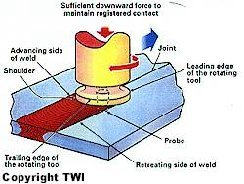 Sufficient downward force to
maintain registered contact
Advancing side
of weld
Joint
Shoulder
Leading edge
of the rotating
tool
Probe
Trailing edge
of the rotating tool
Retreating side of weld
Copyright TWI